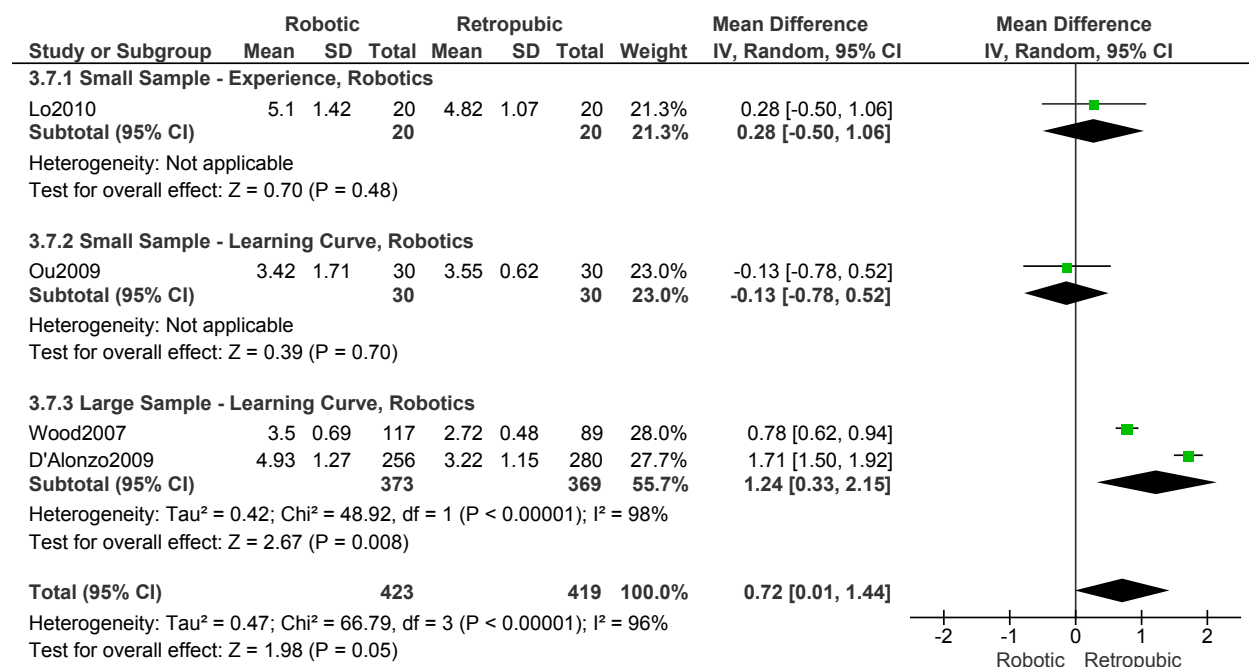 Robotic Retropubic Mean Difference Mean Difference
Study or Subgroup Mean SD Total Mean SD Total Weight IV, Random, 95% CI IV, Random, 95% CI
3.7.1 Small Sample - Experience, Robotics
Lo2010 5.1 1.42 20 4.82 1.07 20 21.3% 0.28 [-0.50, 1.06]
Subtotal (95% CI) 20 20 21.3% 0.28 [-0.50, 1.06]
Heterogeneity: Not applicable
Test for overall effect: Z = 0.70 (P = 0.48)
3.7.2 Small Sample - Learning Curve, Robotics
Ou2009 3.42 1.71 30 3.55 0.62 30 23.0% -0.13 [-0.78, 0.52]
Subtotal (95% CI) 30 30 23.0% -0.13 [-0.78, 0.52]
Heterogeneity: Not applicable
Test for overall effect: Z = 0.39 (P = 0.70)
3.7.3 Large Sample - Learning Curve, Robotics
Wood2007 3.5 0.69 117 2.72 0.48 89 28.0% 0.78 [0.62, 0.94]
D'Alonzo2009 4.93 1.27 256 3.22 1.15 280 27.7% 1.71 [1.50, 1.92]
Subtotal (95% CI) 373 369 55.7% 1.24 [0.33, 2.15]
Heterogeneity: Tau² = 0.42; Chi² = 48.92, df = 1 (P < 0.00001); I² = 98%
Test for overall effect: Z = 2.67 (P = 0.008)
Total (95% CI) 423 419 100.0% 0.72 [0.01, 1.44]
Heterogeneity: Tau² = 0.47; Chi² = 66.79, df = 3 (P < 0.00001); I² = 96%
Test for overall effect: Z = 1.98 (P = 0.05)
-2 -1 0 1 2
Robotic Retropubic